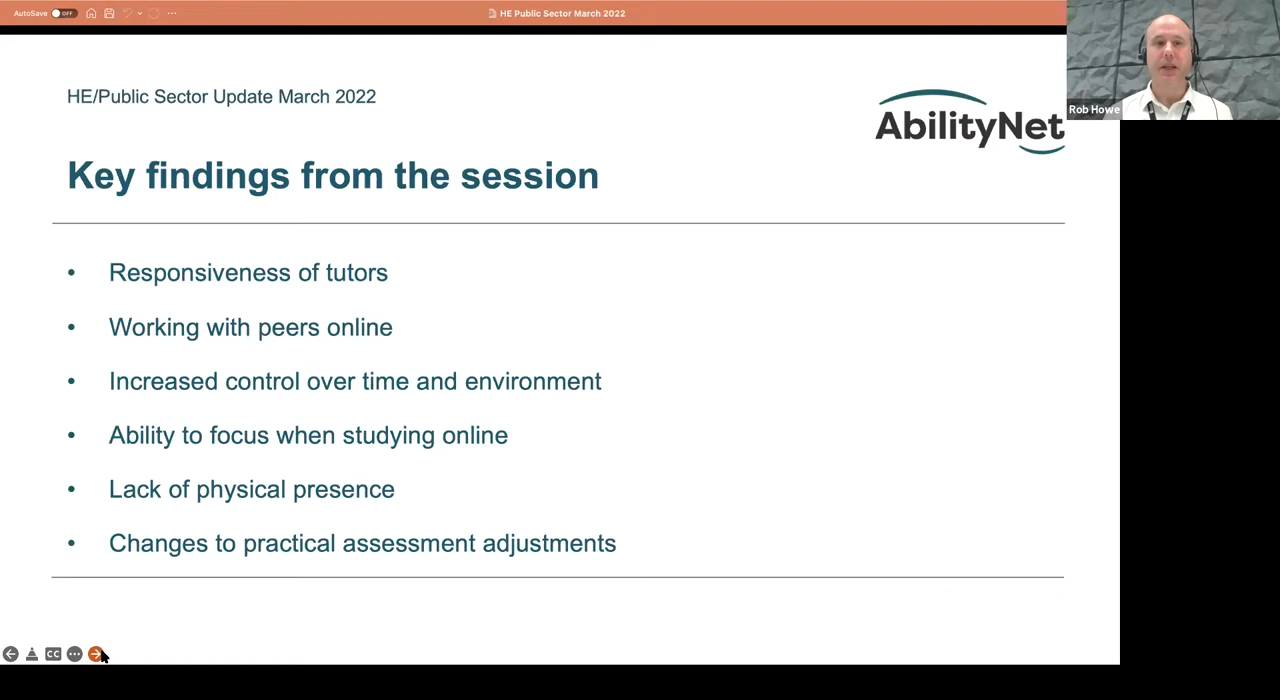 AutoSave OFF
HE Public Sector March 2022
Rob Howe
HE/Public Sector Update March 2022
AbilityNet
Key findings from the session
• Responsiveness of tutors
• Working with peers online
• Increased control over time and environment
• Ability to focus when studying online
• Lack of physical presence
• Changes to practical assessment adjustments
CC